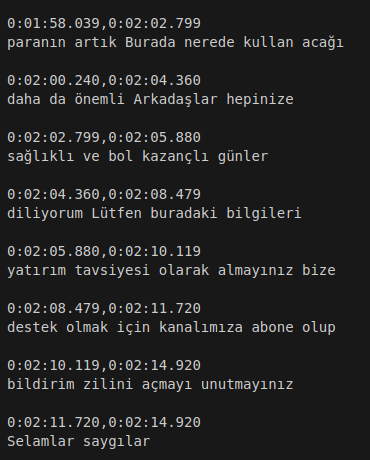 0:01:58.039,0:02:02.799
paranın artık Burada nerede kullan acağı
0:02:00.240,0:02:04.360
daha da önemli Arkadaşlar hepinize
0:02:02.799,0:02:05.880
sağlıklı ve bol kazançlı günler
0:02:04.360,0:02:08.479
diliyorum Lütfen buradaki bilgileri
0:02:05.880,0:02:10.119
yatırım tavsiyesi olarak almayınız bize
0:02:08.479,0:02:11.720
destek olmak için kanalımıza abone olup
0:02:10.119,0:02:14.920
bildirim zilini açmayı unutmayınız
0:02:11.720,0:02:14.920
Selamlar saygılar